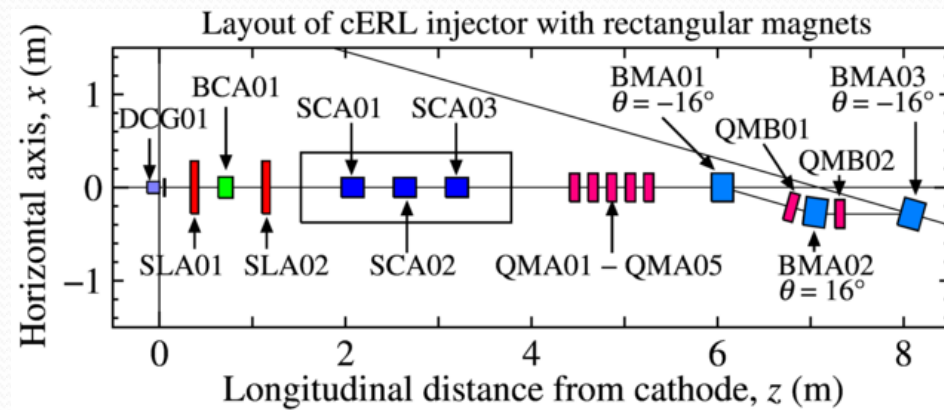 Layout of cERL injector with rectangular magnets
Horizontal axis, x (m)
1
0
−1
DCG01
BCA01
SCA01
SCA03
BMA01
θ = −16°
BMA03
θ = −16°
QMB01
QMB02
SLA01
SLA02
SCA02
QMA01 − QMA05
BMA02
θ = 16°
0
2
4
6
8
Longitudinal distance from cathode, z (m)